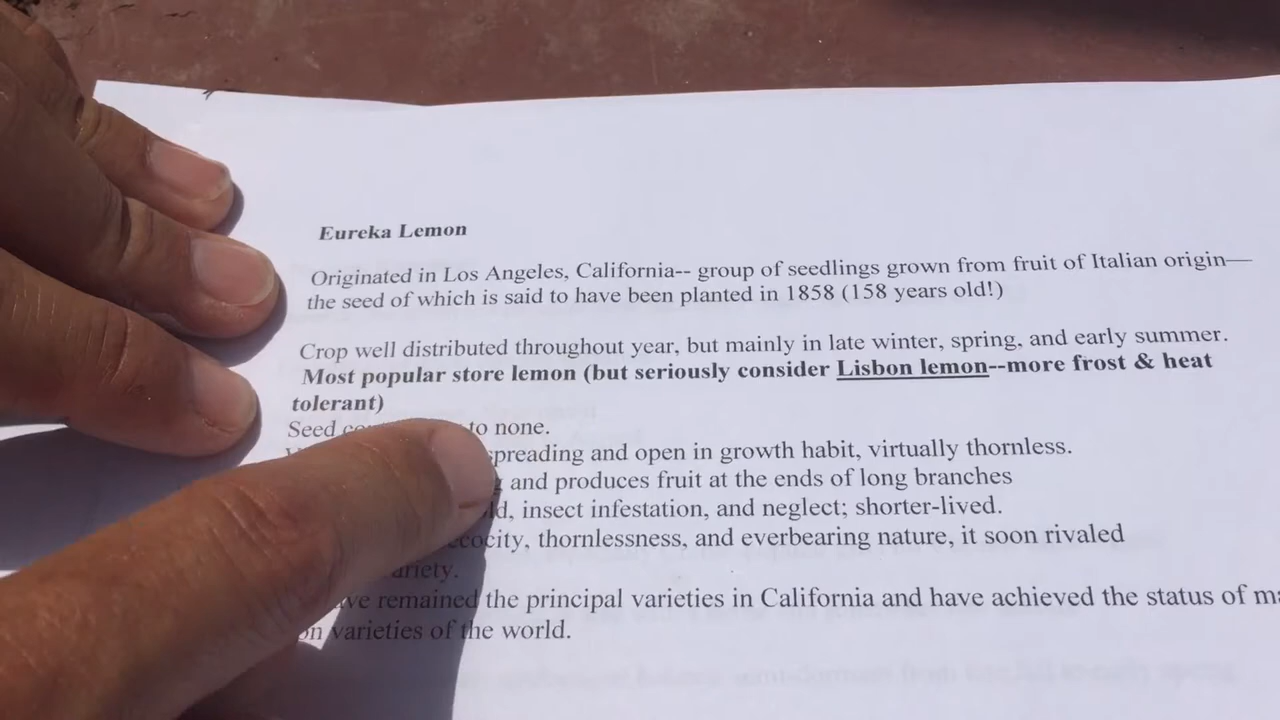 Eureka Lemon
Originated in Los Angeles, California-- group of seedlings grown from fruit of Italian origin—
the seed of which is said to have been planted in 1858 (158 years old!)
Crop well distributed throughout year, but mainly in late winter, spring, and early summer.
Most popular store lemon (but seriously consider Lisbon lemon--more frost & heat
tolerant)
Seed to none.
spreading and open in growth habit, virtually thornless.
and produces fruit at the ends of long branches
insect infestation, and neglect; shorter-lived.
thornlessness, and everbearing nature, it soon rivaled
remained the principal varieties in California and have achieved the status of
varieties of the world.